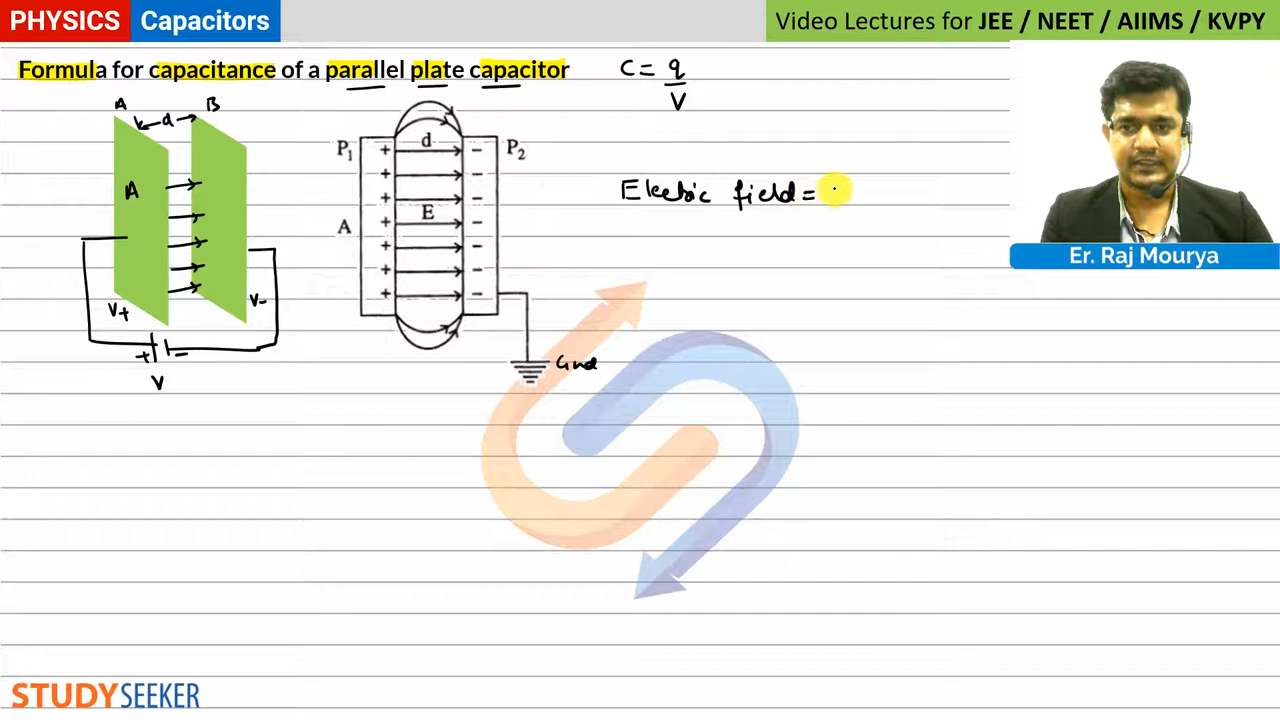 PHYSICS Capacitors
Video Lectures for JEE / NEET / AIIMS / KVPY
Formula for capacitance of a parallel plate capacitor
C = q
V
A
d
B
A
V+
V-
+ -
V
P1
d
P2
+ -
+ -
+ -
A
E
+ -
+ -
+ -
+ -
Gnd
Electric field =
Er. Raj Mourya
STUDYSEEKER